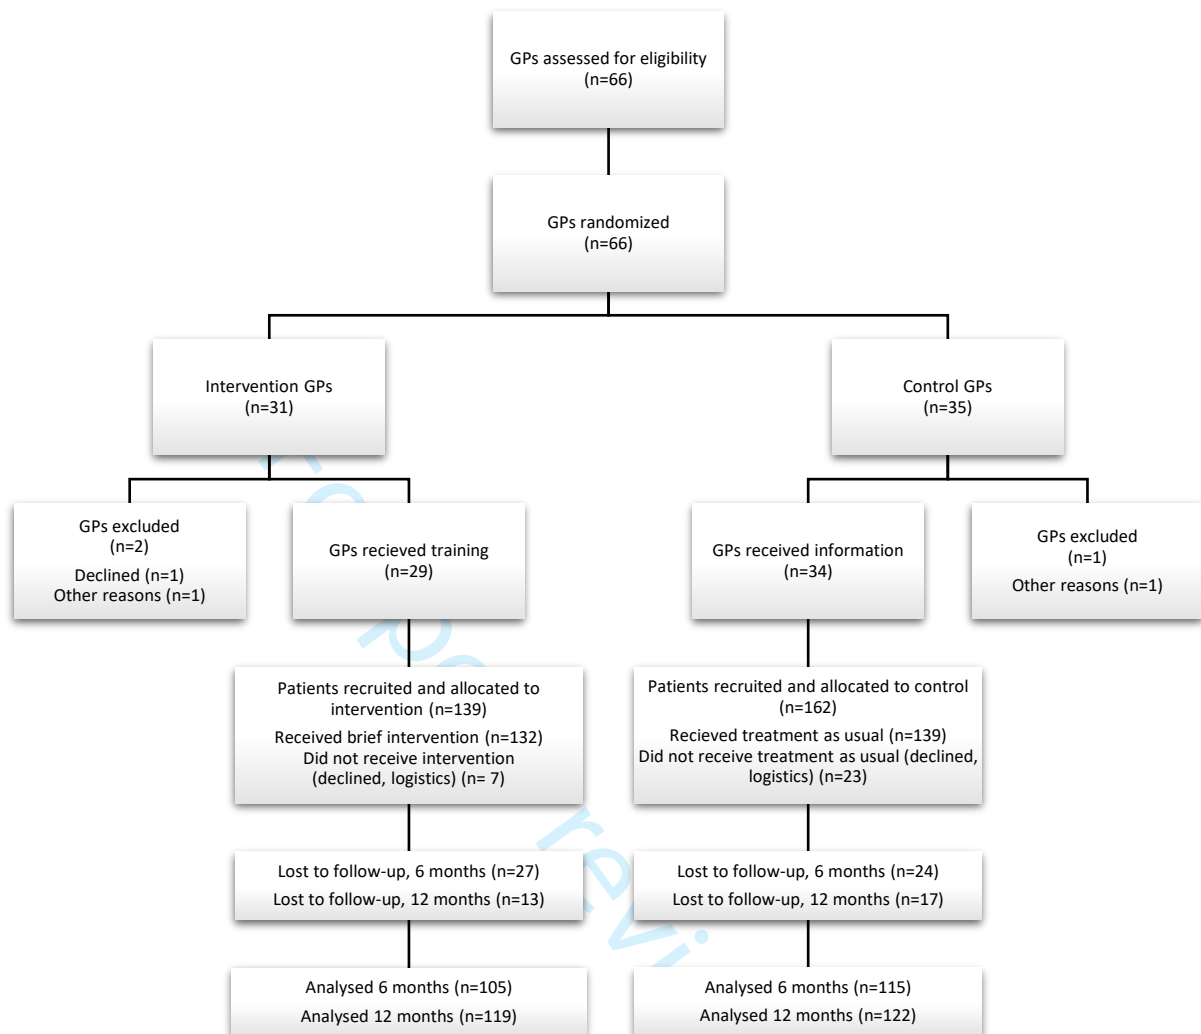 GPs assessed for eligibility
(n=66)
GPs randomized
(n=66)
Intervention GPs
(n=31)
Control GPs
(n=35)
GPs excluded
(n=2)
Declined (n=1)
Other reasons (n=1)
GPs recieved training
(n=29)
GPs received information
(n=34)
GPs excluded
(n=1)
Other reasons (n=1)
Patients recruited and allocated to
intervention (n=139)
Received brief intervention (n=132)
Did not receive intervention
(declined, logistics) (n= 7)
Patients recruited and allocated to control
(n=162)
Recieved treatment as usual (n=139)
Did not receive treatment as usual (declined,
logistics) (n=23)
Lost to follow-up, 6 months (n=27)
Lost to follow-up, 12 months (n=13)
Lost to follow-up, 6 months (n=24)
Lost to follow-up, 12 months (n=17)
Analysed 6 months (n=105)
Analysed 12 months (n=119)
Analysed 6 months (n=115)
Analysed 12 months (n=122)